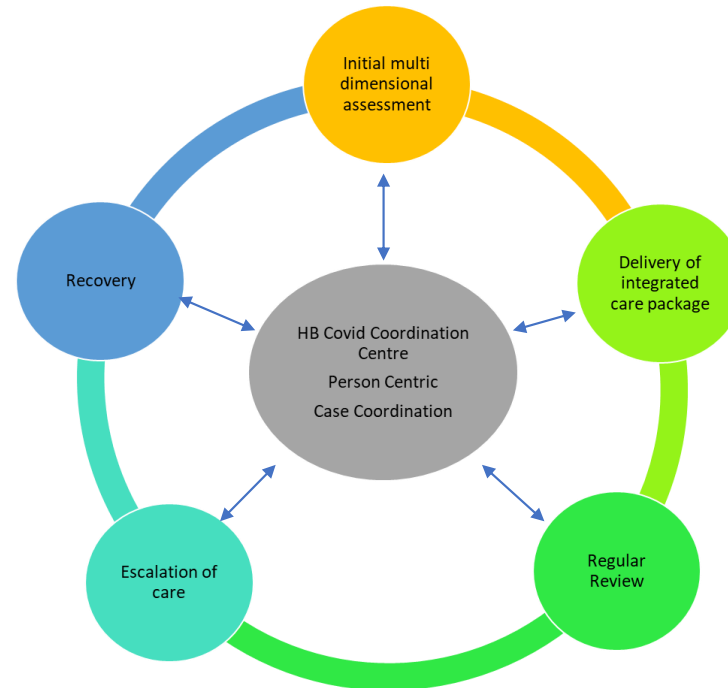 Initial multi
dimensional
assessment
Delivery of
integrated
care package
Recovery
HB Covid Coordination
Centre
Person Centric
Case Coordination
Regular
Review
Escalation of
care